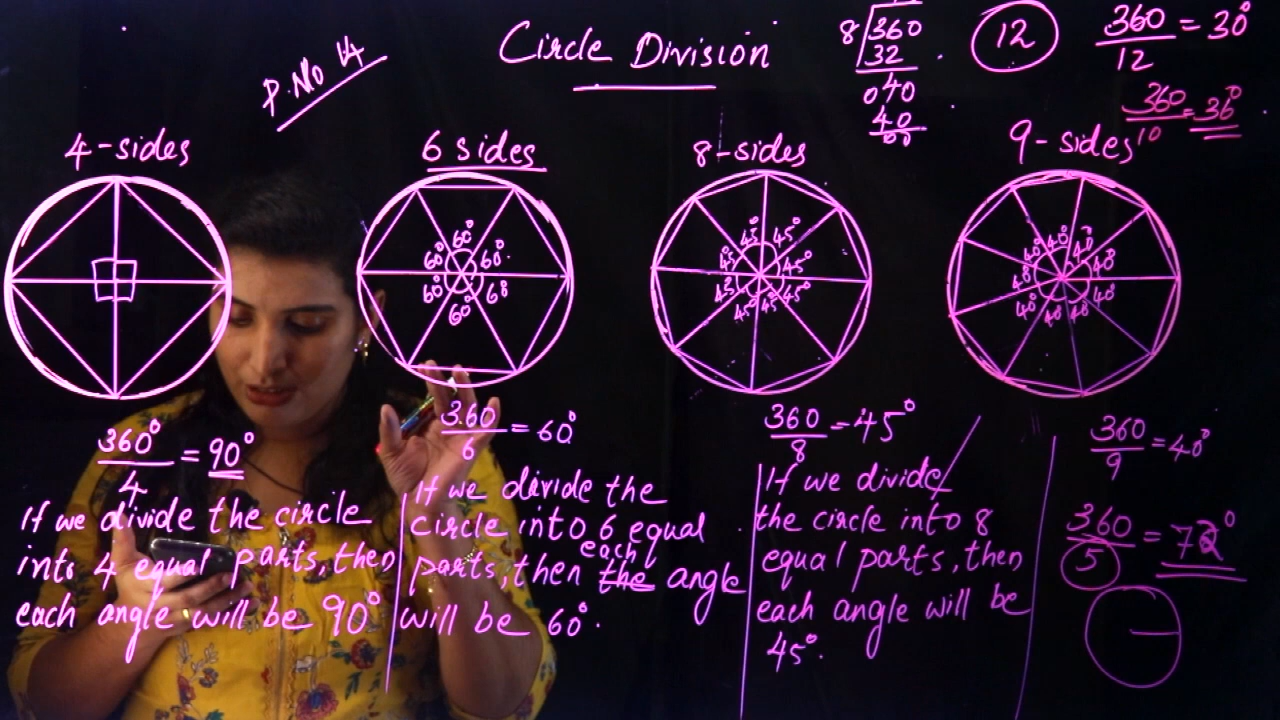 Circle Division
P. No 14
8 360
32
040
40
00
12
360/12 = 30°
360/10 = 36°
4-sides
6 sides
8-sides
9-sides
60° 60° 60° 60° 60° 60°
45° 45° 45° 45° 45° 45° 45° 45°
40° 40° 40° 40° 40° 40° 40° 40° 40°
360°/4 = 90°
If we divide the circle
into 4 equal parts, then
each angle will be 90°
360/6 = 60°
If we divide the
circle into 6 equal
each
parts, then the angle
will be 60°.
360/8 = 45°
If we divide
the circle into 8
equal parts, then
each angle will be
45°.
360/9 = 40°
360/5 = 72°